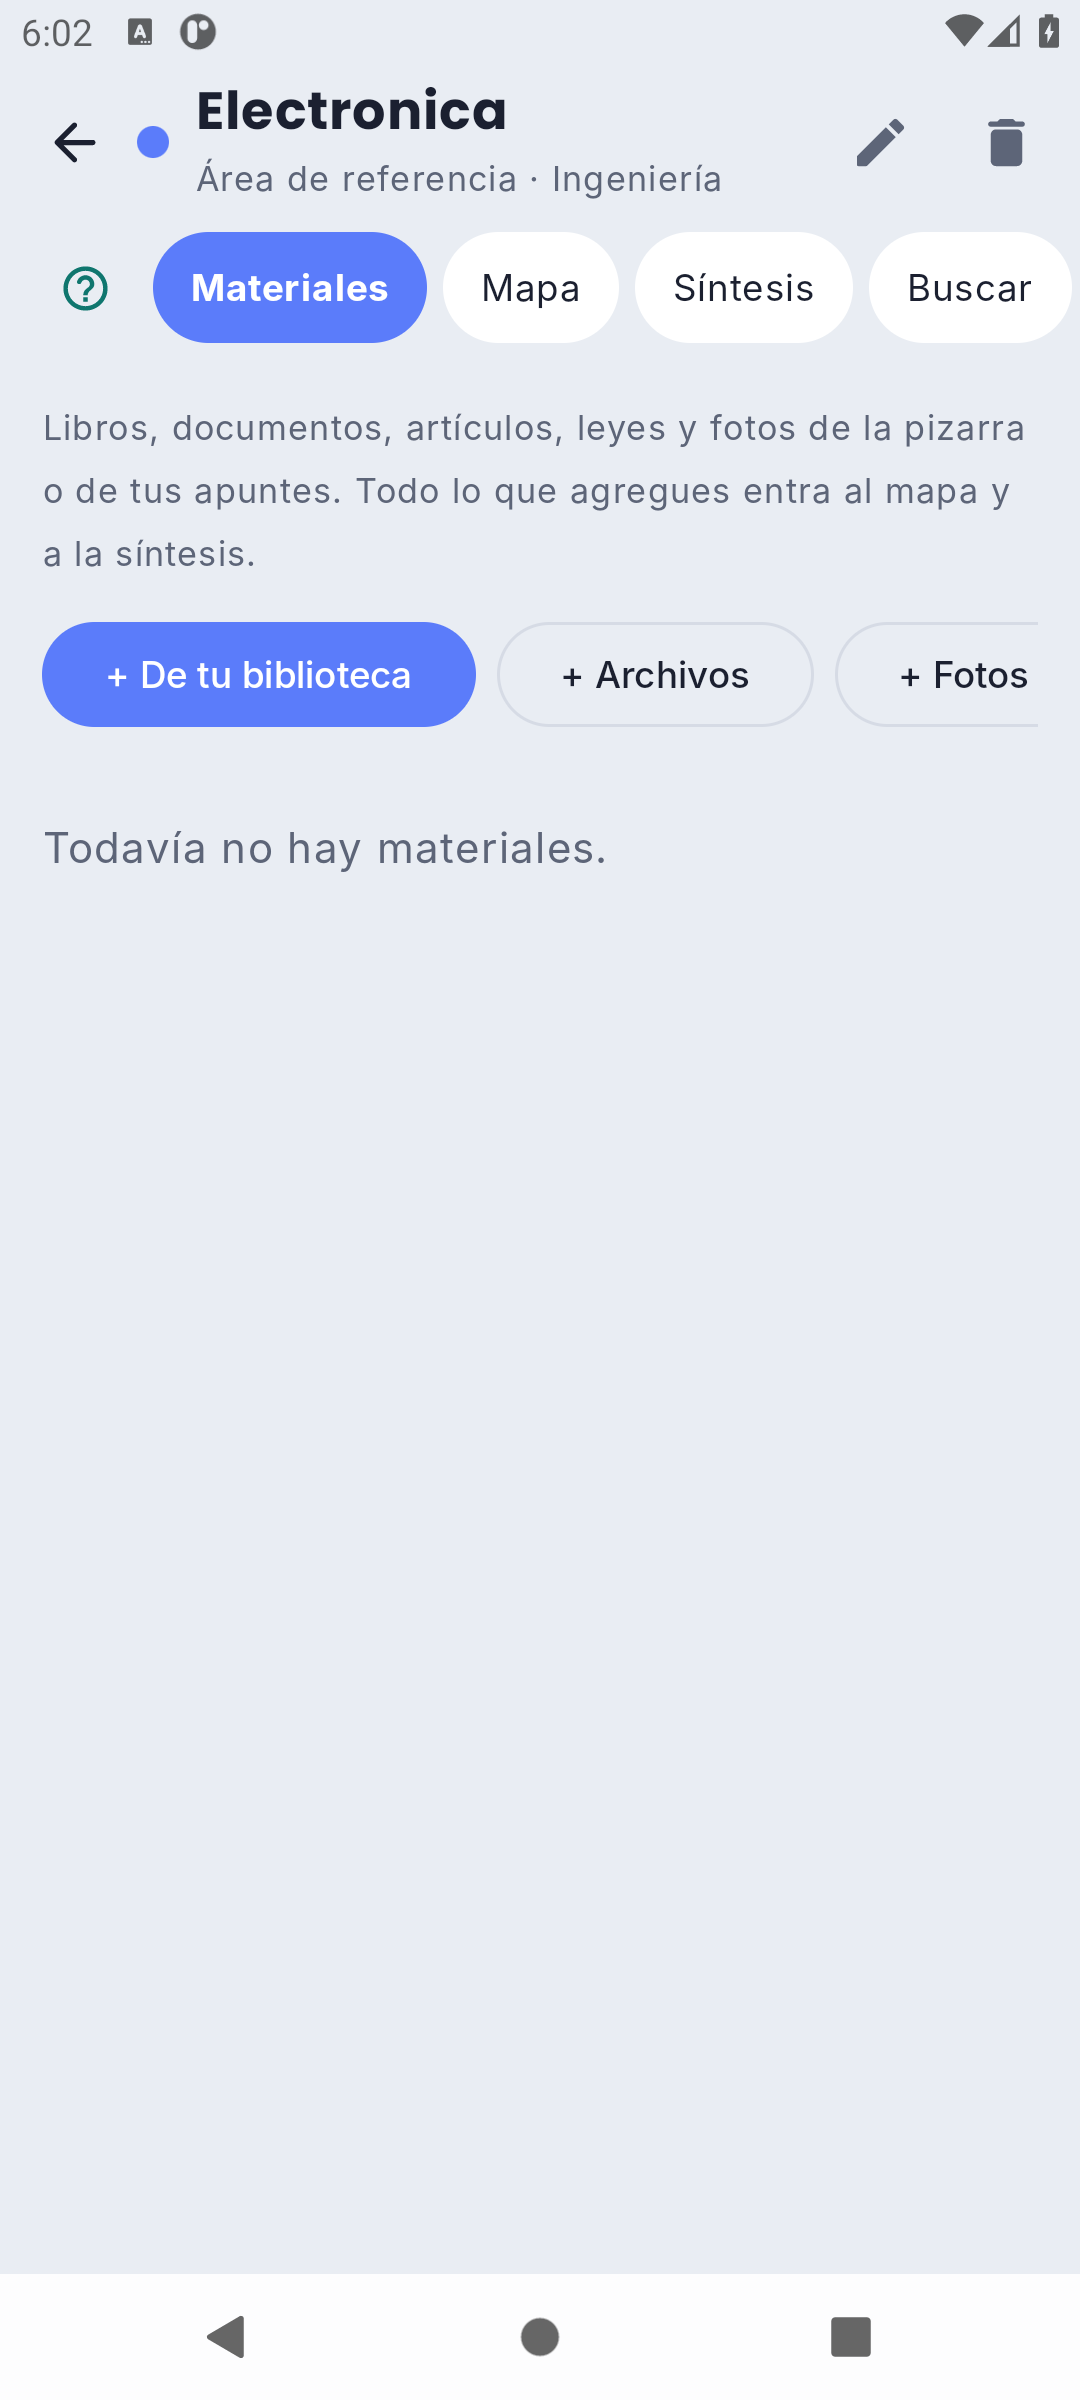 6:02
Electronica
Área de referencia · Ingeniería
Materiales
Mapa
Síntesis
Buscar
Libros, documentos, artículos, leyes y fotos de la pizarra
o de tus apuntes. Todo lo que agregues entra al mapa y
a la síntesis.
+ De tu biblioteca
+ Archivos
+ Fotos
Todavía no hay materiales.